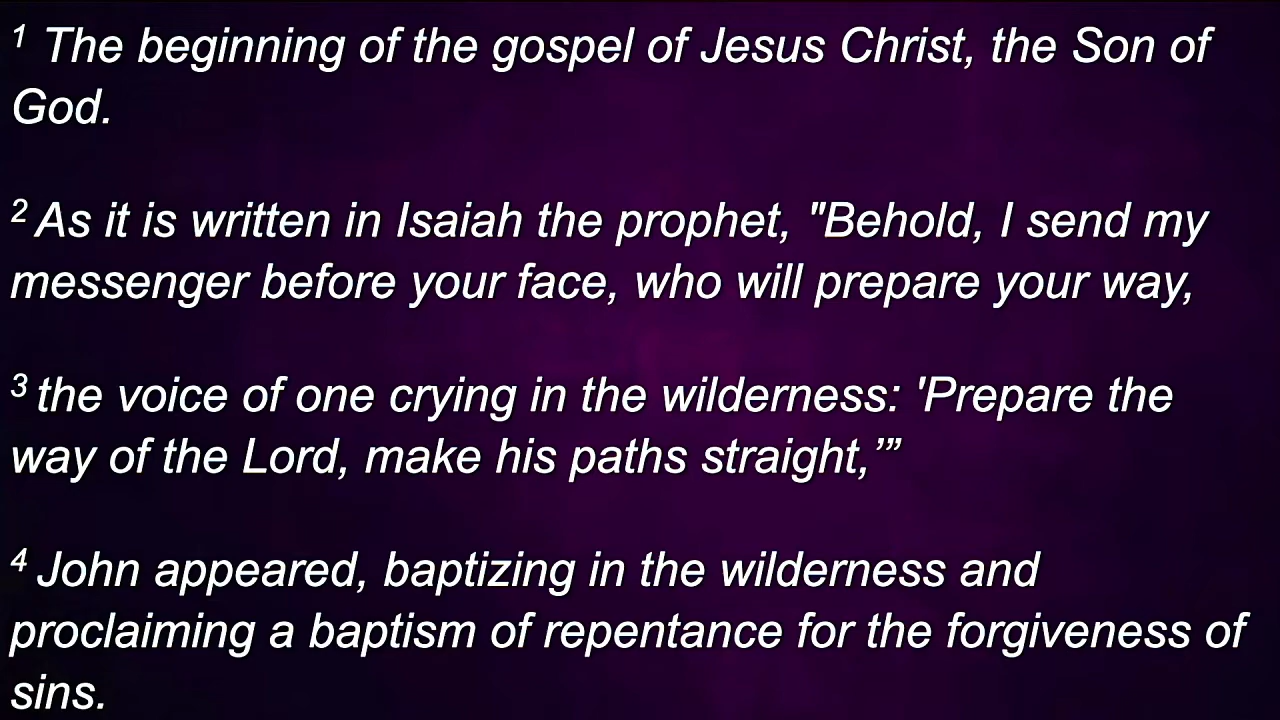 1 The beginning of the gospel of Jesus Christ, the Son of
God.
2 As it is written in Isaiah the prophet, "Behold, I send my
messenger before your face, who will prepare your way,
3 the voice of one crying in the wilderness: 'Prepare the
way of the Lord, make his paths straight,’”
4 John appeared, baptizing in the wilderness and
proclaiming a baptism of repentance for the forgiveness of
sins.